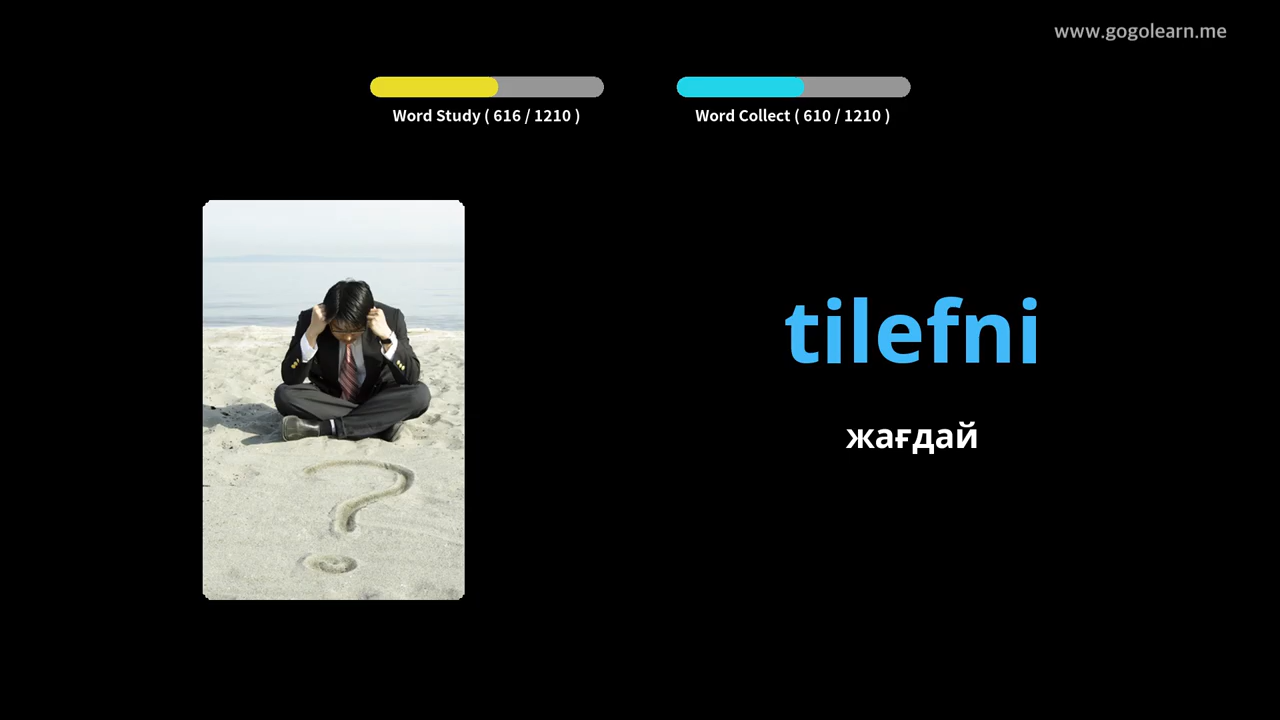 www.gogolearn.me
Word Study ( 616 / 1210 )
Word Collect ( 610 / 1210 )
tilefni
жағдай
?